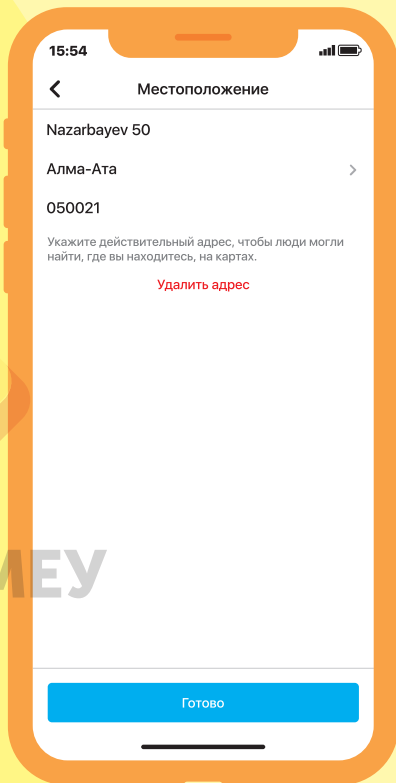 15:54
Местоположение
Nazarbayev 50
Алма-Ата
050021
Укажите действительный адрес, чтобы люди могли
найти, где вы находитесь, на картах.
Удалить адрес
МЕУ
Готово